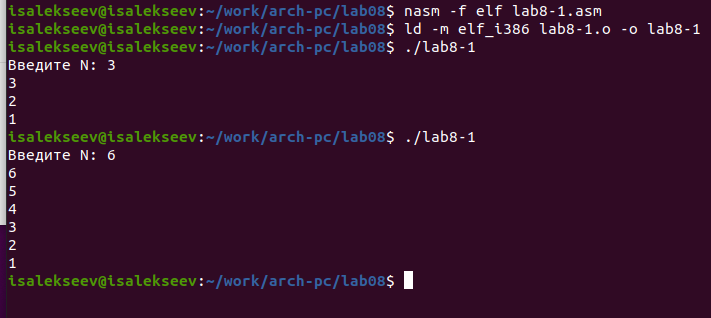 isalekseev@isalekseev:~/work/arch-pc/lab08$ nasm -f elf lab8-1.asm
isalekseev@isalekseev:~/work/arch-pc/lab08$ ld -m elf_i386 lab8-1.o -o lab8-1
isalekseev@isalekseev:~/work/arch-pc/lab08$ ./lab8-1
Введите N: 3
3
2
1
isalekseev@isalekseev:~/work/arch-pc/lab08$ ./lab8-1
Введите N: 6
6
5
4
3
2
1
isalekseev@isalekseev:~/work/arch-pc/lab08$